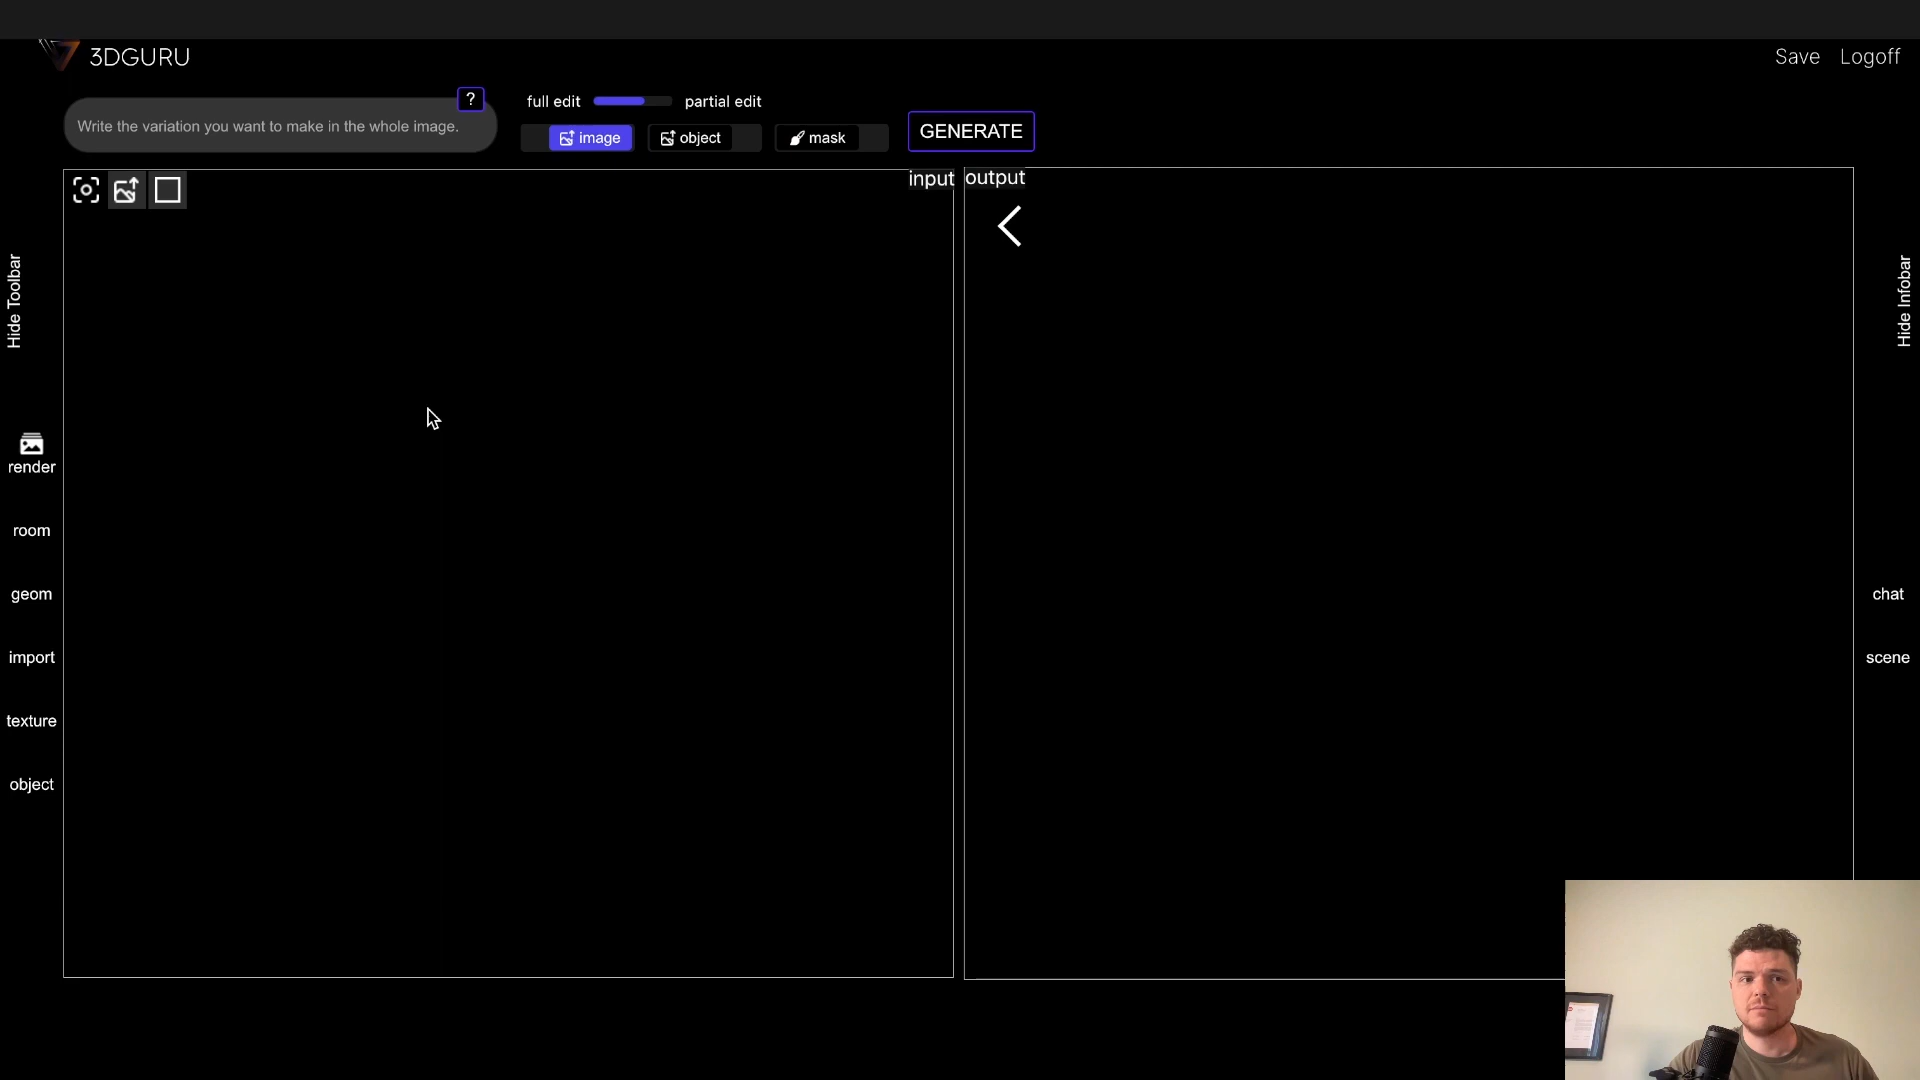 3DGURU
Save Logoff
?
full edit partial edit
Write the variation you want to make in the whole image.
image object mask
GENERATE
input output
Hide Toolbar
Hide Infobar
render
room
geom
import
texture
object
chat
scene